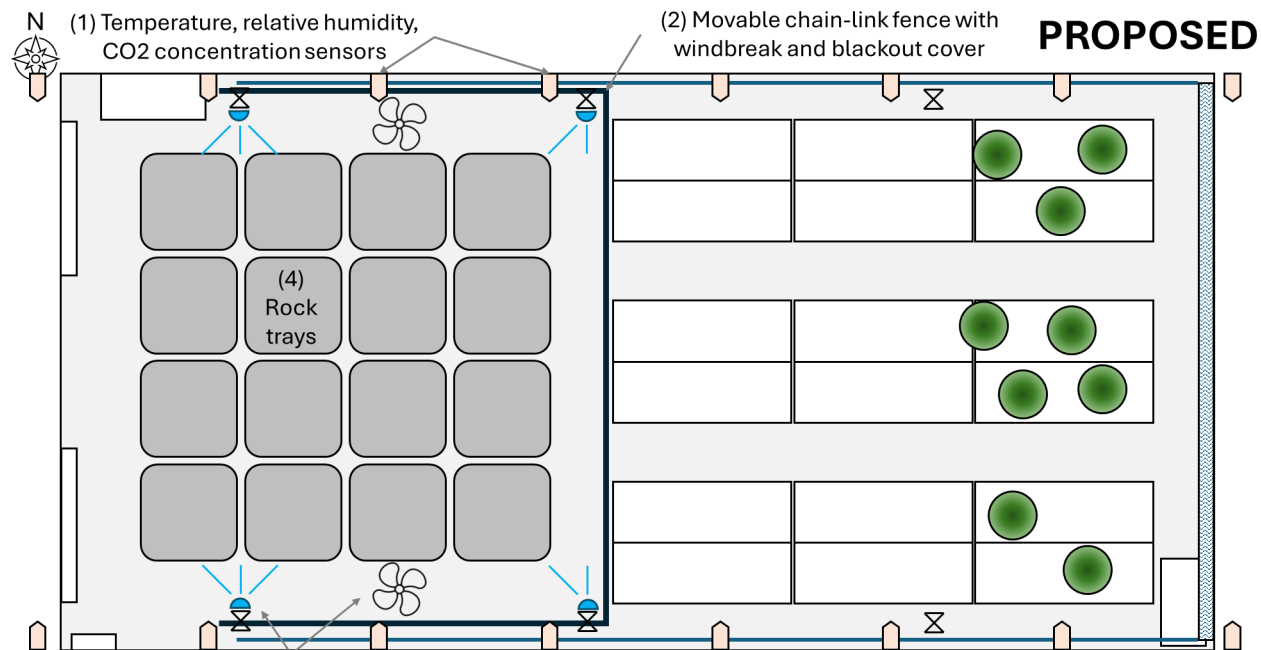 N
(1) Temperature, relative humidity,
CO2 concentration sensors
(2) Movable chain-link fence with
windbreak and blackout cover
PROPOSED
(4)
Rock
trays